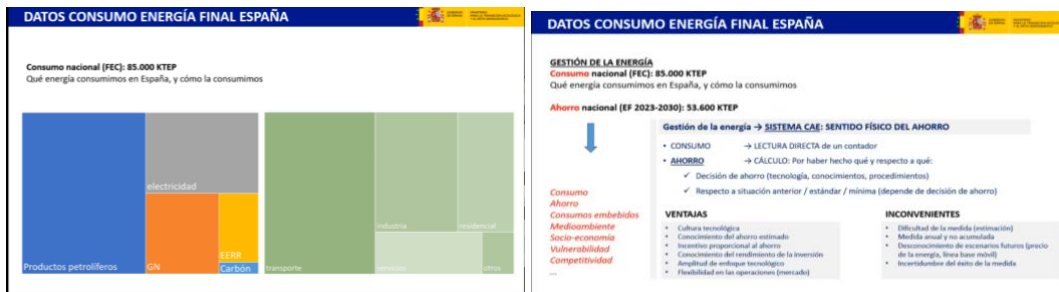 DATOS CONSUMO ENERGÍA FINAL ESPAÑA
Consumo nacional (FEC): 85.000 KTEP
Qué energía consumimos en España, y cómo la consumimos
electricidad
Productos petrolíferos
GN
EERR
Carbón
transporte
industria
residencial
servicios
otros
DATOS CONSUMO ENERGÍA FINAL ESPAÑA
GESTIÓN DE LA ENERGÍA
Consumo nacional (FEC): 85.000 KTEP
Qué energía consumimos en España, y cómo la consumimos
Ahorro nacional (EF 2023-2030): 53.600 KTEP
Gestión de la energía → SISTEMA CAE: SENTIDO FÍSICO DEL AHORRO
• CONSUMO → LECTURA DIRECTA de un contador
• AHORRO → CÁLCULO: Por haber hecho qué y respecto a qué:
✓ Decisión de ahorro (tecnología, conocimientos, procedimientos)
✓ Respecto a situación anterior / estándar / mínima (depende de decisión de ahorro)
Consumo
Ahorro
Consumos embebidos
Medioambiente
Socio-economía
Vulnerabilidad
Competitividad
...
VENTAJAS
• Cultura tecnológica
• Conocimiento del ahorro estimado
• Incentivo proporcional al ahorro
• Conocimiento del rendimiento de la inversión
• Amplitud de enfoque tecnológico
• Flexibilidad en las operaciones (mercado)
INCONVENIENTES
• Dificultad de la medida (estimación)
• Medida anual y no acumulada
• Desconocimiento de escenarios futuros (precio
de la energía, línea base móvil)
• Incertidumbre del éxito de la medida